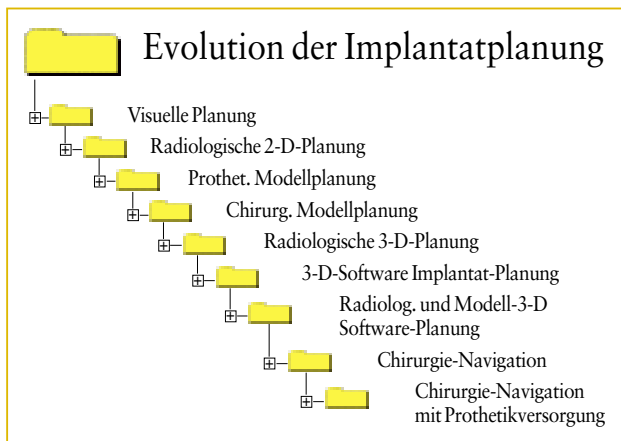 Evolution der Implantatplanung
Visuelle Planung
Radiologische 2-D-Planung
Prothet. Modellplanung
Chirurg. Modellplanung
Radiologische 3-D-Planung
3-D-Software Implantat-Planung
Radiolog. und Modell-3-D
Software-Planung
Chirurgie-Navigation
Chirurgie-Navigation
mit Prothetikversorgung